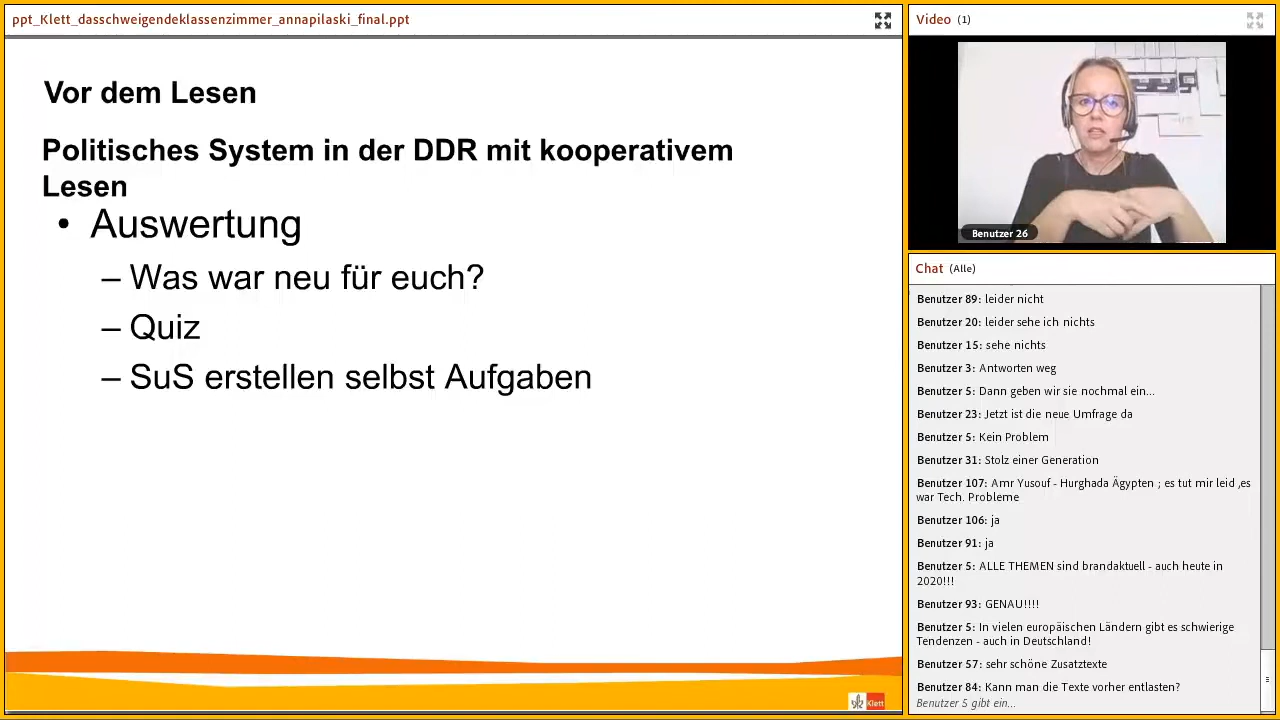 ppt_Klett_dasschweigendeklassenzimmer_annapilaski_final.ppt
Vor dem Lesen
Politisches System in der DDR mit kooperativem
Lesen
• Auswertung
– Was war neu für euch?
– Quiz
– SuS erstellen selbst Aufgaben
Klett
Video (1)
Benutzer 26
Chat (Alle)
Benutzer 89: leider nicht
Benutzer 20: leider sehe ich nichts
Benutzer 15: sehe nichts
Benutzer 3: Antworten weg
Benutzer 5: Dann geben wir sie nochmal ein...
Benutzer 23: Jetzt ist die neue Umfrage da
Benutzer 5: Kein Problem
Benutzer 31: Stolz einer Generation
Benutzer 107: Amr Yusouf - Hurghada Ägypten ; es tut mir leid ,es
war Tech. Probleme
Benutzer 106: ja
Benutzer 91: ja
Benutzer 5: ALLE THEMEN sind brandaktuell - auch heute in
2020!!!
Benutzer 93: GENAU!!!!
Benutzer 5: In vielen europäischen Ländern gibt es schwierige
Tendenzen - auch in Deutschland!
Benutzer 57: sehr schöne Zusatztexte
Benutzer 84: Kann man die Texte vorher entlasten?
Benutzer 5 gibt ein...